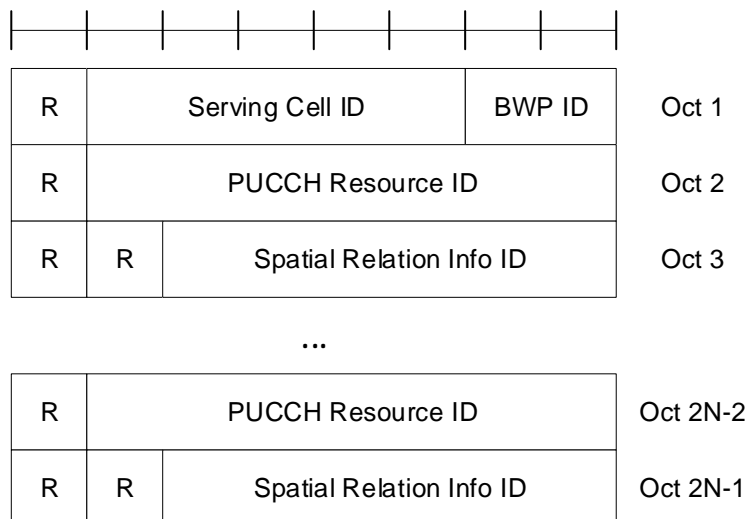 R Serving Cell ID BWP ID Oct 1
R PUCCH Resource ID Oct 2
R R Spatial Relation Info ID Oct 3
...
R PUCCH Resource ID Oct 2N-2
R R Spatial Relation Info ID Oct 2N-1